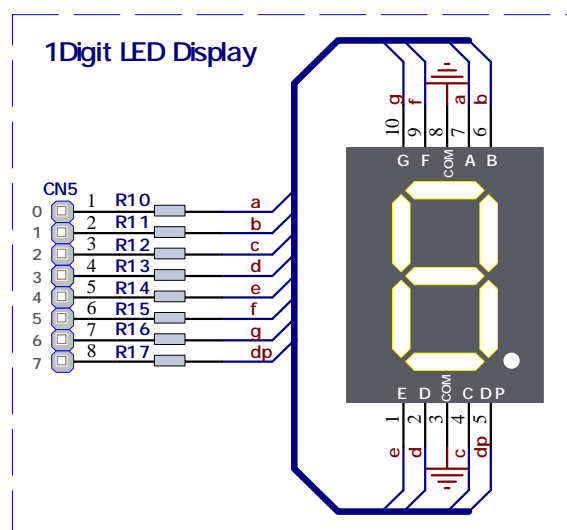 1Digit LED Display
g f a b
10 9 8 7 6
G F COM A B
CN5
0 1 R10 a
1 2 R11 b
2 3 R12 c
3 4 R13 d
4 5 R14 e
5 6 R15 f
6 7 R16 g
7 8 R17 dp
E D COM C DP
1 2 3 4 5
e d c dp